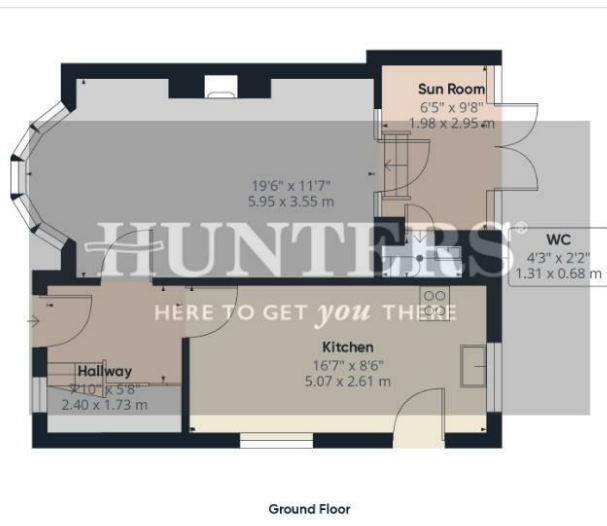 Sun Room
6'5" x 9'8"
1.98 x 2.95 m
19'6" x 11'7"
5.95 x 3.55 m
HUNTERS®
HERE TO GET you THERE
WC
4'3" x 2'2"
1.31 x 0.68 m
Kitchen
16'7" x 8'6"
5.07 x 2.61 m
Hallway
7'10" x 5'8"
2.40 x 1.73 m
Ground Floor